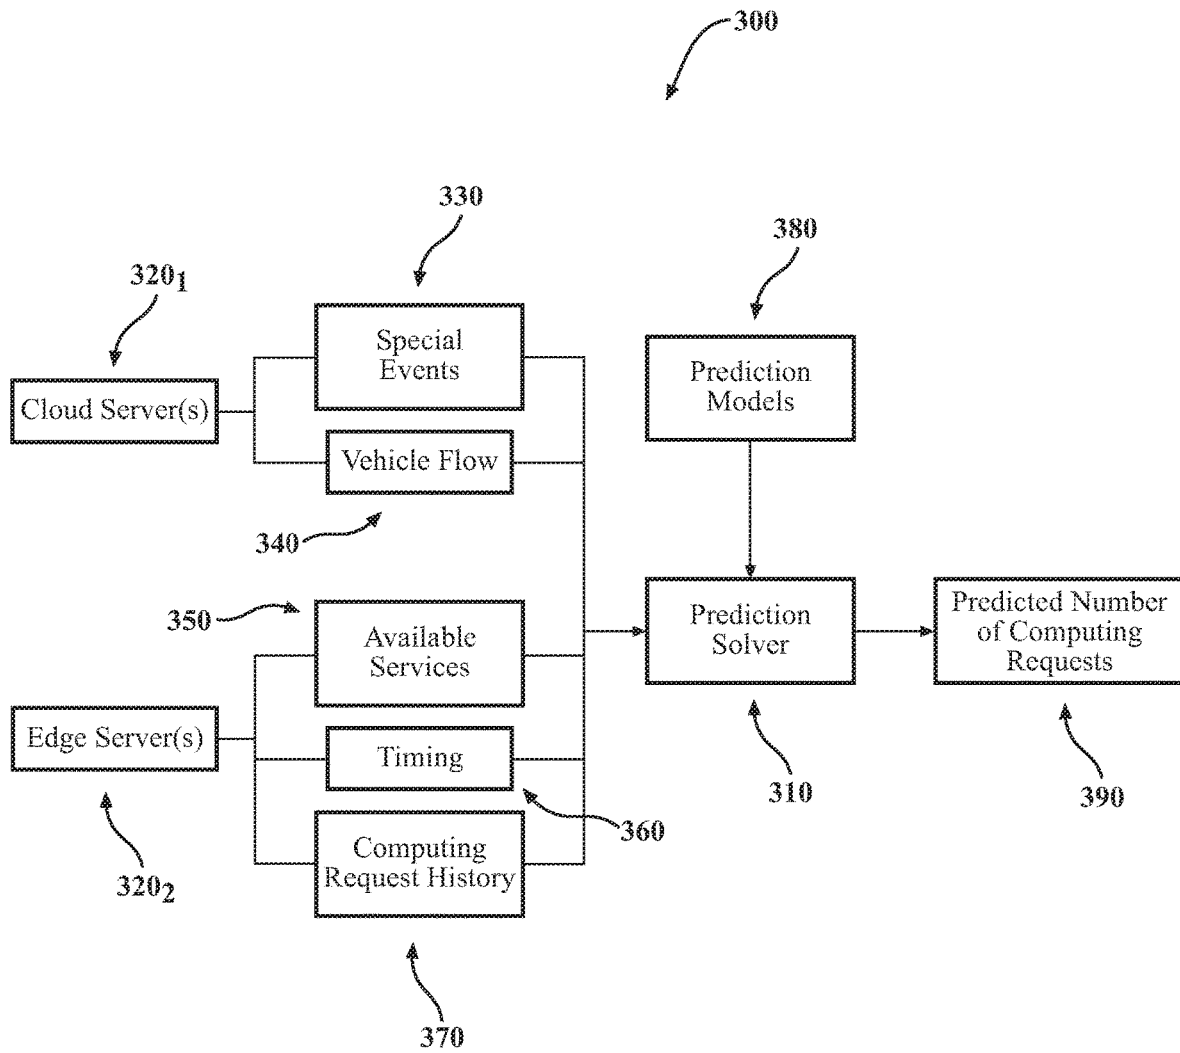 300
330
380
320₁
Special
Events
Prediction
Models
Cloud Server(s)
Vehicle Flow
340
350
Available
Services
Prediction
Solver
Predicted Number
of Computing
Requests
Edge Server(s)
Timing
310
390
360
Computing
Request History
320₂
370